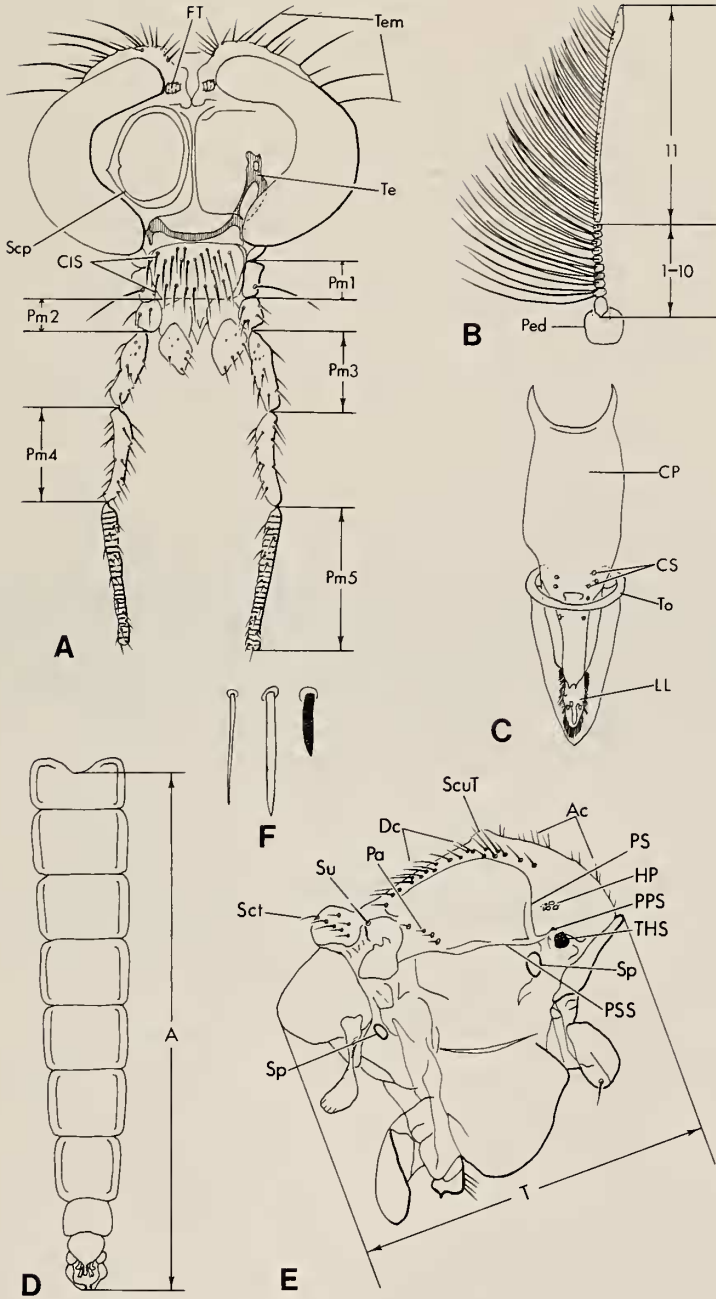 FT
Tem
Te
Scp
ClS
Pm1
Pm2
Pm3
Pm4
Pm5
A
11
1-10
Ped
B
CP
CS
To
LL
C
F
A
D
ScuT
Ac
Dc
PS
Pa
HP
Su
PPS
Sct
THS
Sp
PSS
Sp
T
E